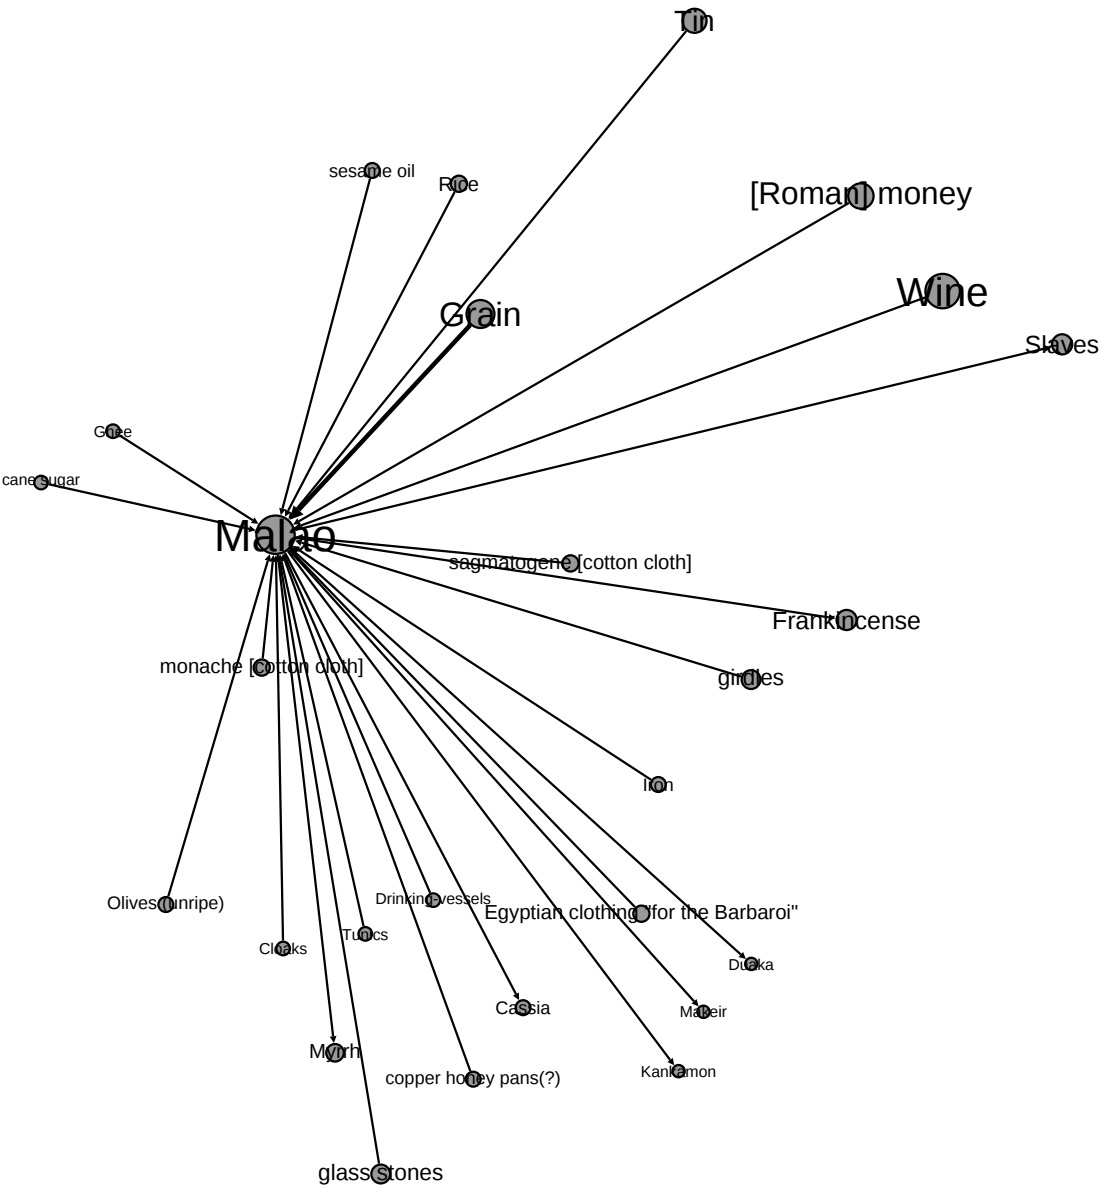 Tin
sesame oil
Rice
[Roman] money
Wine
Grain
Slaves
Ghee
cane sugar
Malao
sagmatogene [cotton cloth]
Frankincense
monache [cotton cloth]
girdles
Iron
Olives (unripe)
Drinking-vessels
Egyptian clothing "for the Barbaroi"
Cloaks
Tunics
Duaka
Cassia
Makeir
Myrrh
copper honey pans(?)
Kankamon
glass stones